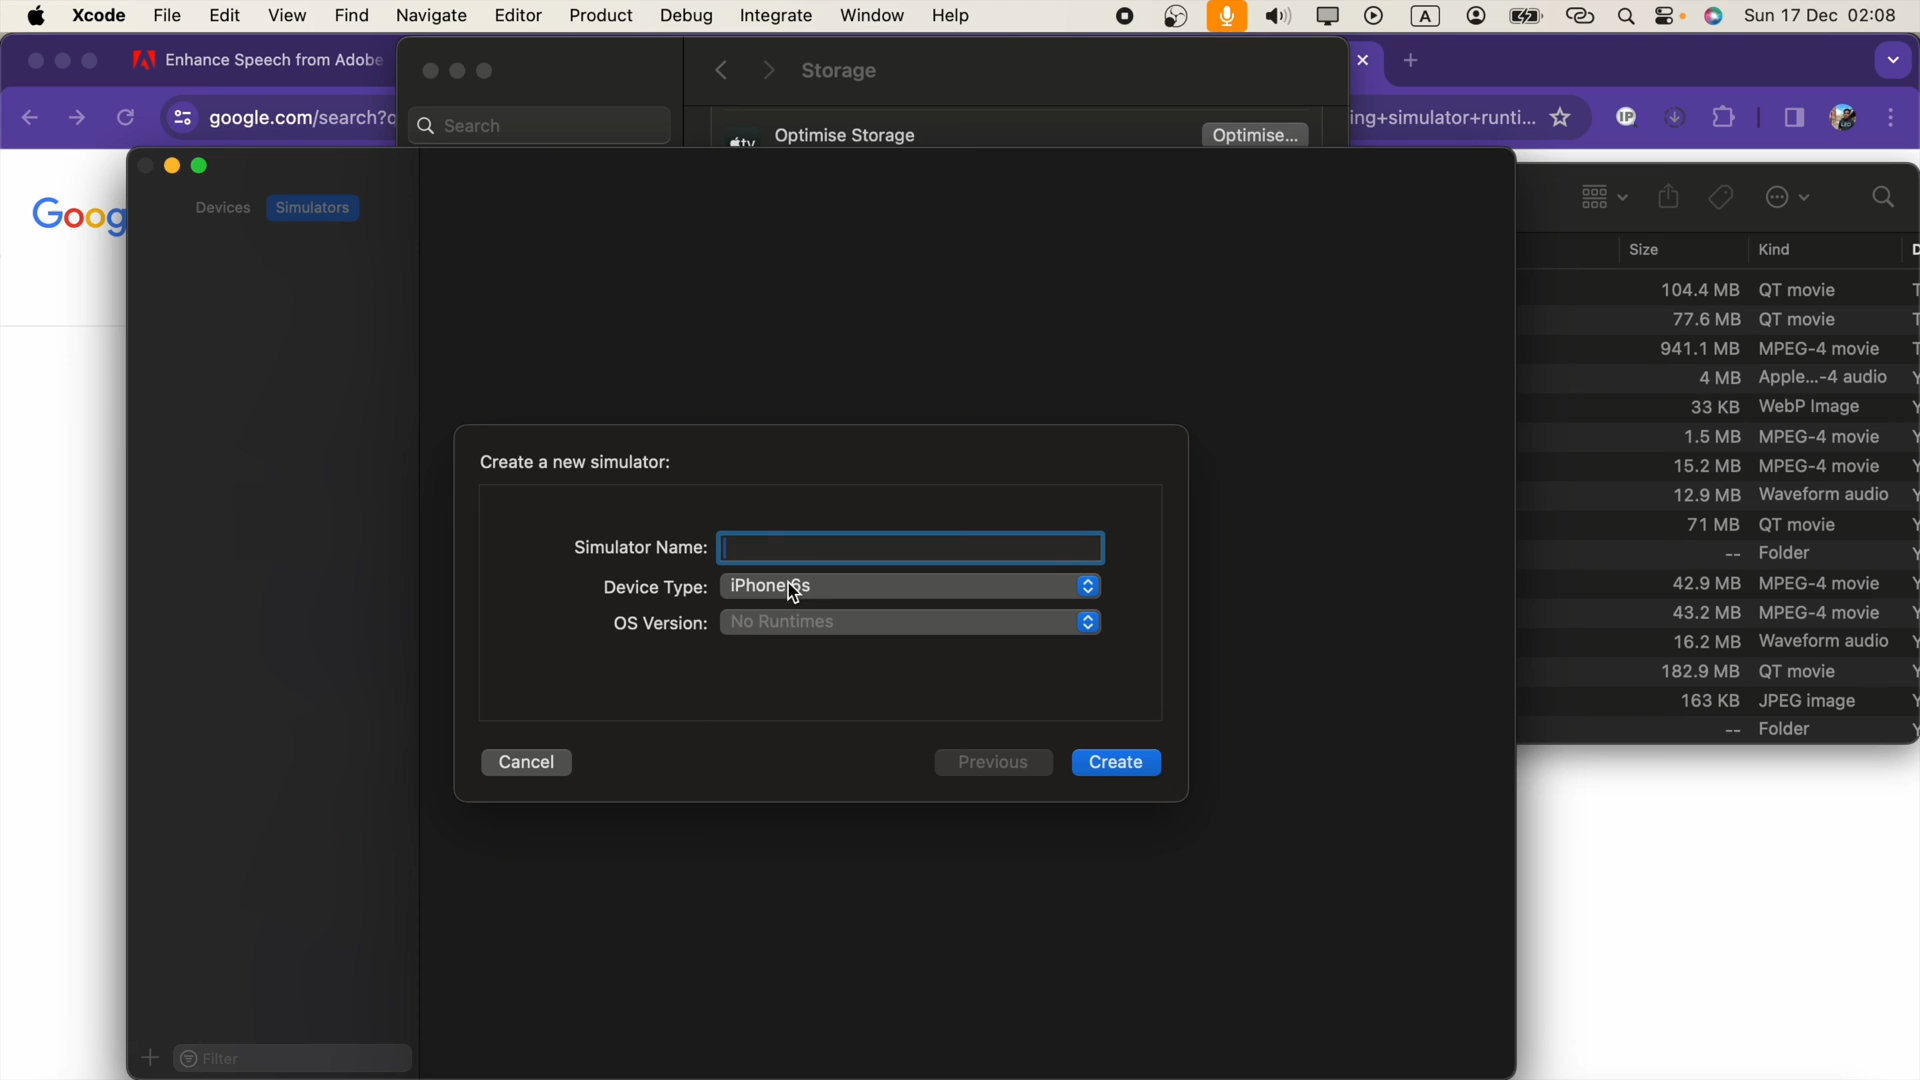 Xcode File Edit View Find Navigate Editor Product Debug Integrate Window Help A Sun 17 Dec 02:08
Enhance Speech from Adobe
Storage
google.com/search?q
Search
ing+simulator+runti...
IP
tv
Optimise Storage
Optimise...
Goog
Devices
Simulators
Size
Kind
104.4 MB QT movie
77.6 MB QT movie
941.1 MB MPEG-4 movie
4 MB Apple...-4 audio
33 KB WebP Image
1.5 MB MPEG-4 movie
15.2 MB MPEG-4 movie
12.9 MB Waveform audio
71 MB QT movie
-- Folder
42.9 MB MPEG-4 movie
43.2 MB MPEG-4 movie
16.2 MB Waveform audio
182.9 MB QT movie
163 KB JPEG image
-- Folder
Create a new simulator:
Simulator Name:
Device Type: iPhone 6s
OS Version: No Runtimes
Cancel
Previous
Create
Filter